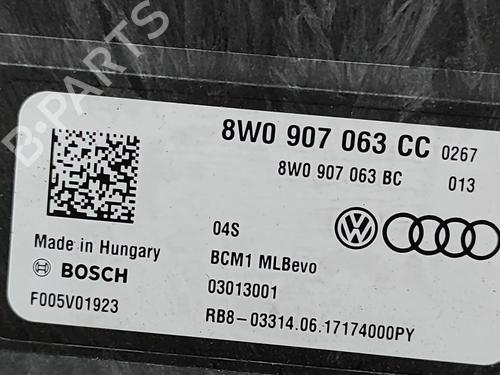 B-PARTS
8W0 907 063 CC 0267
8W0 907 063 BC 013
04S
Made in Hungary
BCM1 MLBevo
BOSCH
03013001
F005V01923
RB8-03314.06.17174000PY